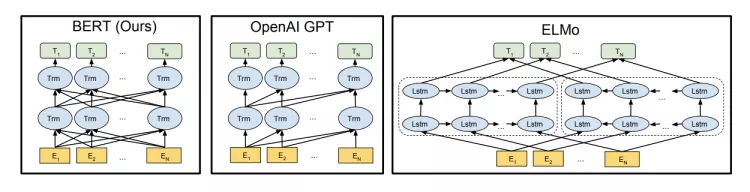 BERT (Ours)
T1 T2 ... TN
Trm Trm ... Trm
Trm Trm ... Trm
E1 E2 ... EN
OpenAI GPT
T1 T2 ... TN
Trm Trm ... Trm
Trm Trm ... Trm
E1 E2 ... EN
ELMo
T1 T2 ... TN
Lstm Lstm ... Lstm Lstm Lstm ... Lstm
Lstm Lstm ... Lstm Lstm Lstm ... Lstm
E1 E2 ... EN